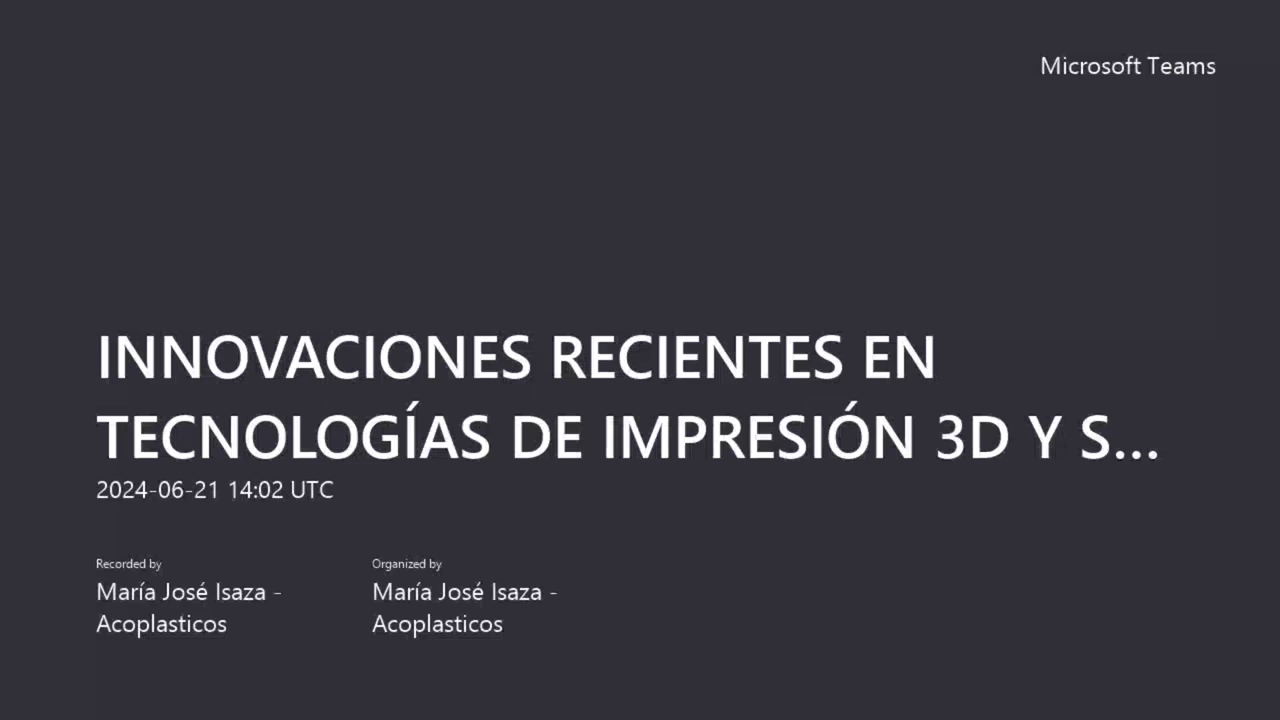 Microsoft Teams
INNOVACIONES RECIENTES EN
TECNOLOGÍAS DE IMPRESIÓN 3D Y S...
2024-06-21 14:02 UTC
Recorded by
María José Isaza -
Acoplasticos
Organized by
María José Isaza -
Acoplasticos